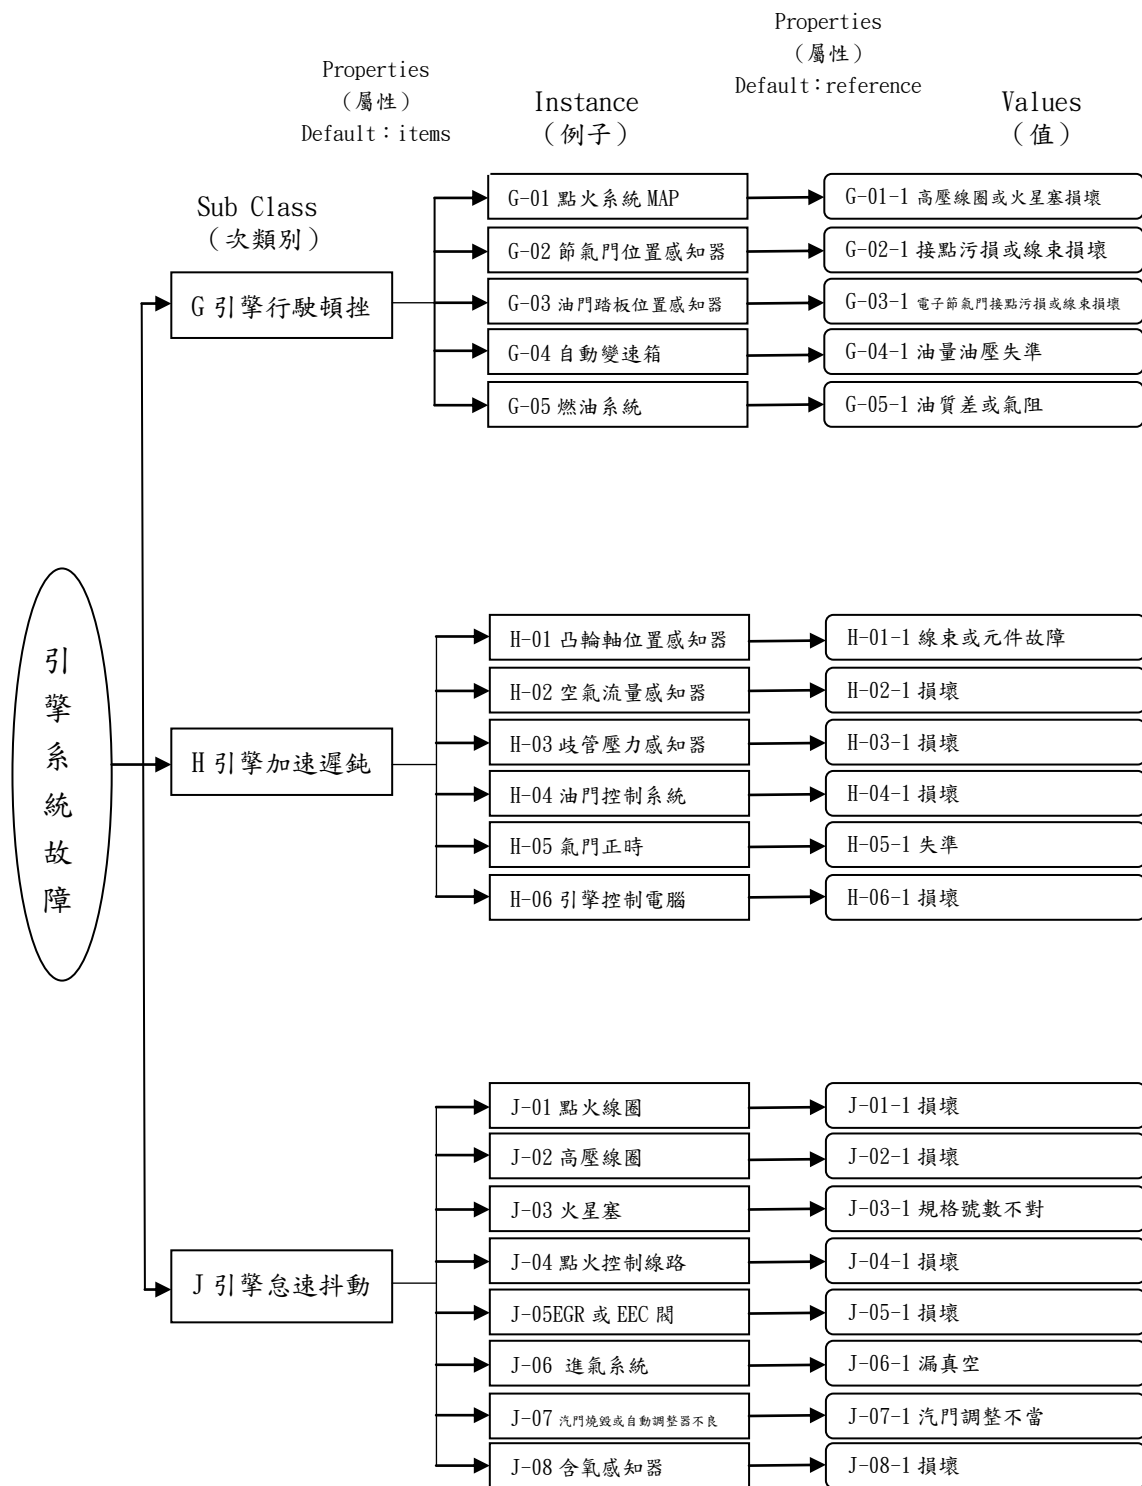 Properties
（屬性）
Default：items
Instance
（例子）
Properties
（屬性）
Default：reference
Values
（值）
Sub Class
（次類別）
引擎系統故障
G 引擎行駛頓挫
G-01 點火系統 MAP
G-01-1 高壓線圈或火星塞損壞
G-02 節氣門位置感知器
G-02-1 接點污損或線束損壞
G-03 油門踏板位置感知器
G-03-1 電子節氣門接點污損或線束損壞
G-04 自動變速箱
G-04-1 油量油壓失準
G-05 燃油系統
G-05-1 油質差或氣阻
H 引擎加速遲鈍
H-01 凸輪軸位置感知器
H-01-1 線束或元件故障
H-02 空氣流量感知器
H-02-1 損壞
H-03 歧管壓力感知器
H-03-1 損壞
H-04 油門控制系統
H-04-1 損壞
H-05 氣門正時
H-05-1 失準
H-06 引擎控制電腦
H-06-1 損壞
J 引擎怠速抖動
J-01 點火線圈
J-01-1 損壞
J-02 高壓線圈
J-02-1 損壞
J-03 火星塞
J-03-1 規格號數不對
J-04 點火控制線路
J-04-1 損壞
J-05EGR 或 EEC 閥
J-05-1 損壞
J-06 進氣系統
J-06-1 漏真空
J-07 汽門燒毀或自動調整器不良
J-07-1 汽門調整不當
J-08 含氧感知器
J-08-1 損壞